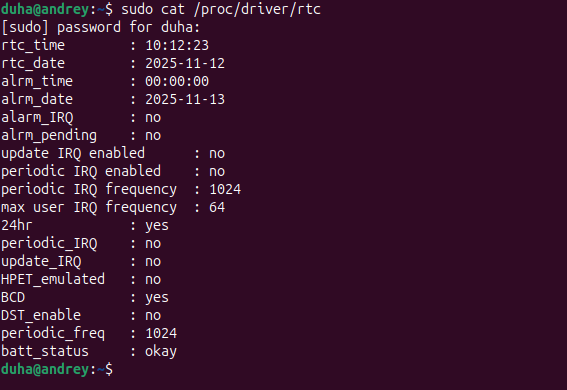 duha@andrey:~$ sudo cat /proc/driver/rtc
[sudo] password for duha:
rtc_time        : 10:12:23
rtc_date        : 2025-11-12
alrm_time       : 00:00:00
alrm_date       : 2025-11-13
alarm_IRQ       : no
alrm_pending    : no
update IRQ enabled      : no
periodic IRQ enabled    : no
periodic IRQ frequency  : 1024
max user IRQ frequency  : 64
24hr            : yes
periodic_IRQ    : no
update_IRQ      : no
HPET_emulated   : no
BCD             : yes
DST_enable      : no
periodic_freq   : 1024
batt_status     : okay
duha@andrey:~$